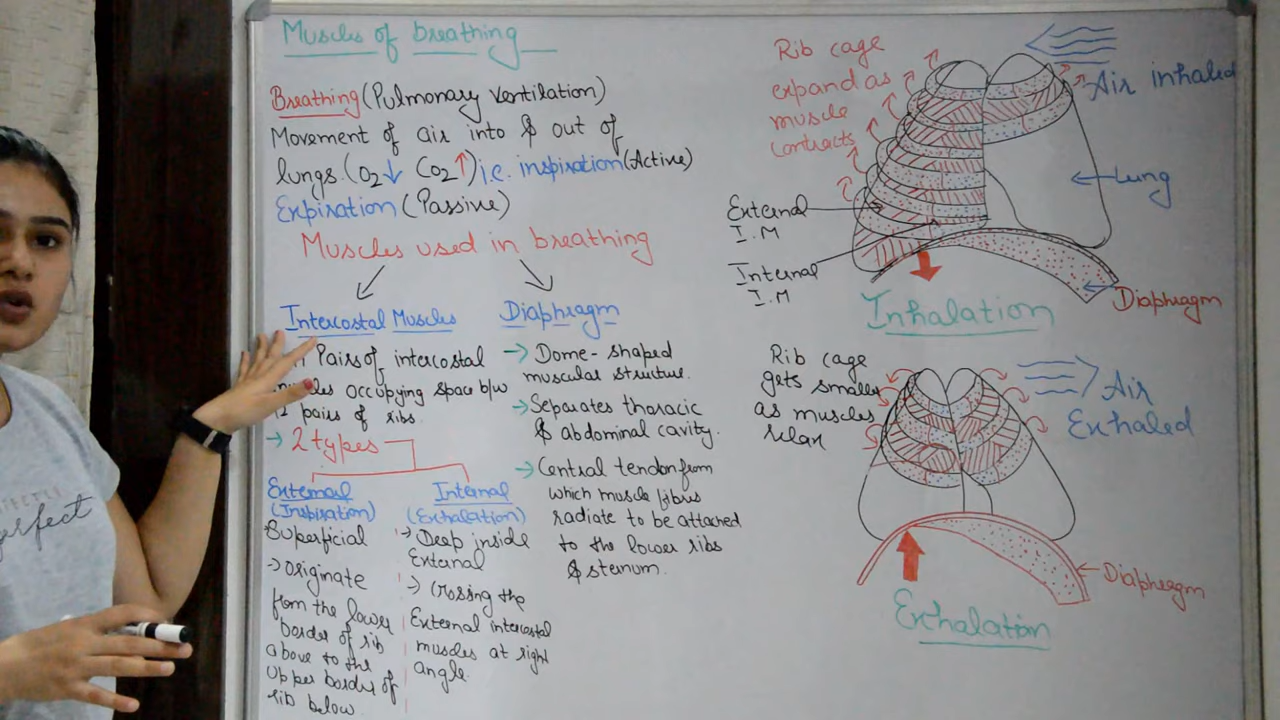 Muscles of breathing
Breathing (Pulmonary Ventilation)
Movement of air into & out of
lungs. (O2↓ CO2↑) i.e. inspiration (Active)
Expiration (Passive)
Muscles used in breathing
Intercostal Muscles
Pairs of intercostal
occupying space b/w
12 pairs of ribs.
→ 2 types
External
(Inspiration)
Superficial
→ Originate
from the lower
border of rib
above to the
Upper border of
rib below
Internal
(Exhalation)
→ Deep inside
External
→ Crossing the
External intercostal
muscles at right
angle.
Diaphragm
→ Dome-shaped
muscular structure.
→ Separates thoracic
& abdominal cavity.
→ Central tendon from
which muscle fibres
radiate to be attached
to the lower ribs
& sternum.
Rib cage
expand as
muscle
contracts
Air inhaled
Lung
External
I.M
Internal
I.M
Diaphragm
Inhalation
Rib cage
gets smaller
as muscles
relax
Air
Exhaled
Diaphragm
Exhalation
perfect